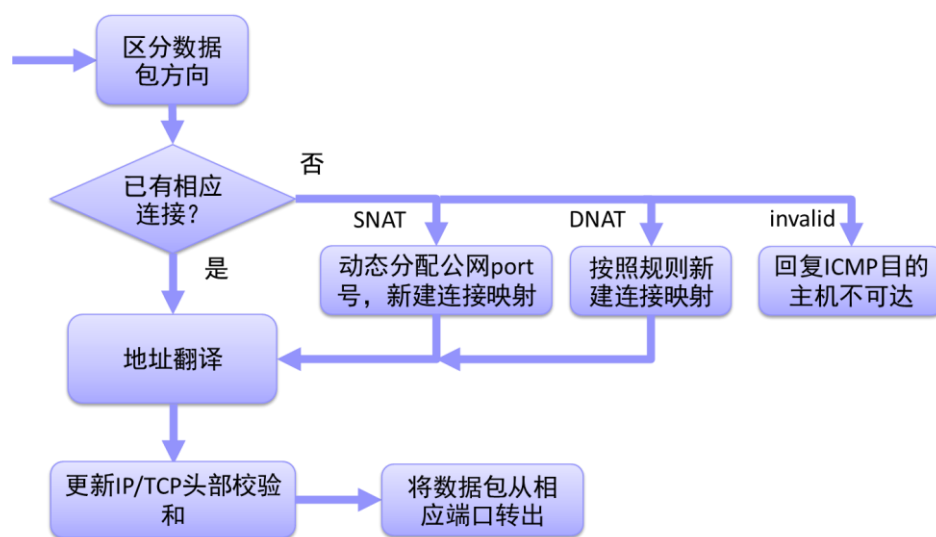 区分数据
包方向
否
已有相应
连接？
SNAT
DNAT
invalid
是
动态分配公网port
号，新建连接映射
按照规则新
建连接映射
回复ICMP目的
主机不可达
地址翻译
更新IP/TCP头部校验
和
将数据包从相
应端口转出